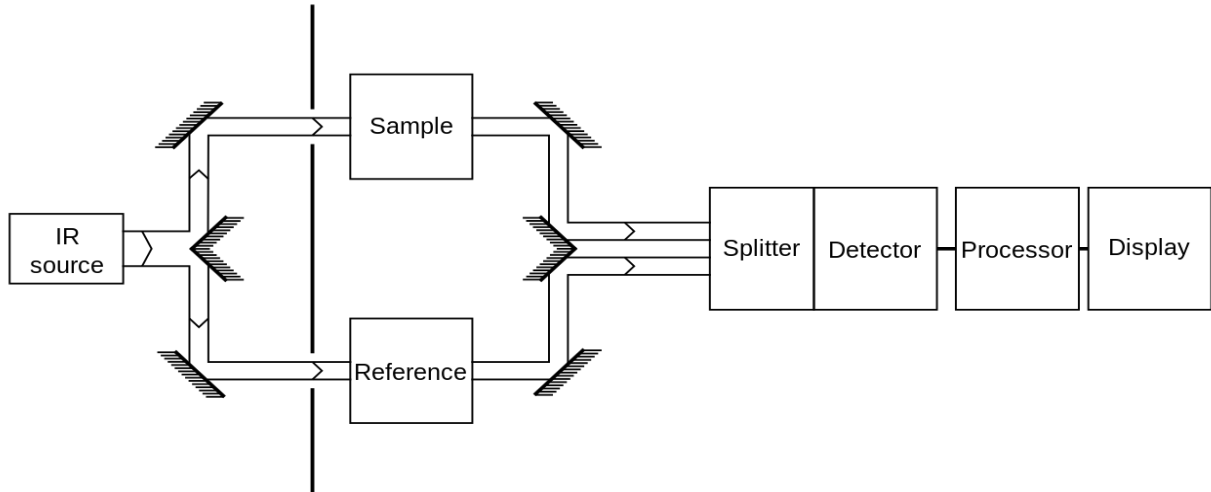 IR
source
Sample
Reference
Splitter
Detector
Processor
Display